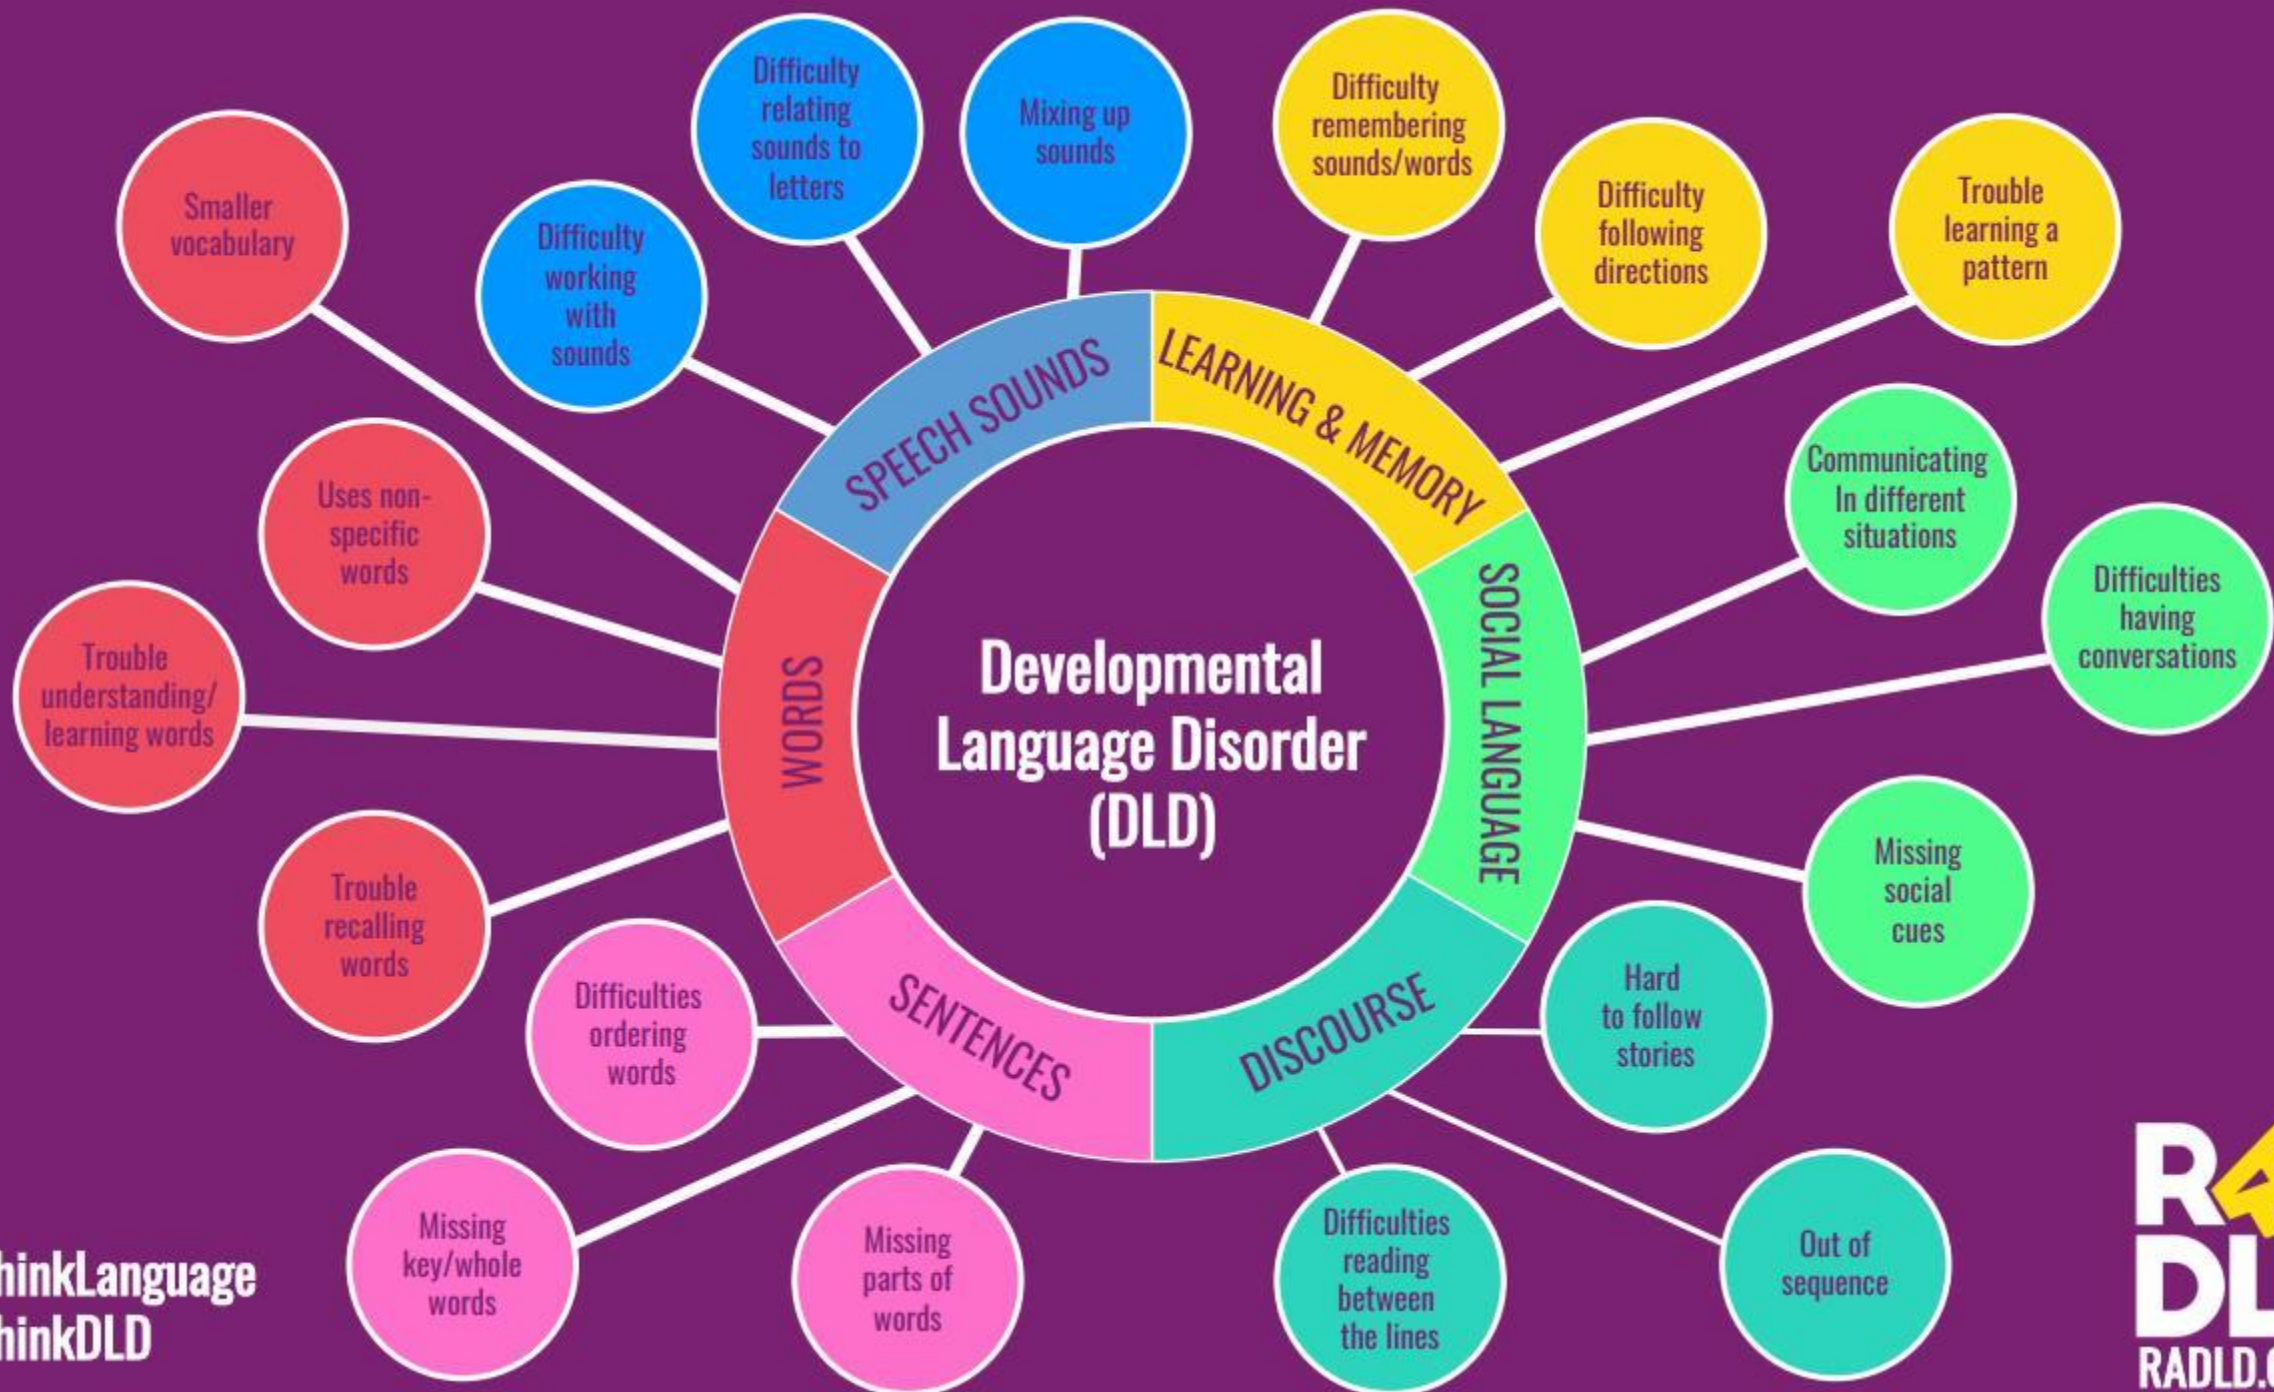 Developmental
Language Disorder
(DLD)
SPEECH SOUNDS
Difficulty
working
with
sounds
Difficulty
relating
sounds to
letters
Mixing up
sounds
LEARNING & MEMORY
Difficulty
remembering
sounds/words
Difficulty
following
directions
Trouble
learning a
pattern
SOCIAL LANGUAGE
Communicating
In different
situations
Difficulties
having
conversations
Missing
social
cues
DISCOURSE
Hard
to follow
stories
Out of
sequence
Difficulties
reading
between
the lines
SENTENCES
Missing
parts of
words
Missing
key/whole
words
Difficulties
ordering
words
WORDS
Trouble
recalling
words
Trouble
understanding/
learning words
Uses non-
specific
words
Smaller
vocabulary
hinkLanguage
hinkDLD
RA
DL
RADLD.